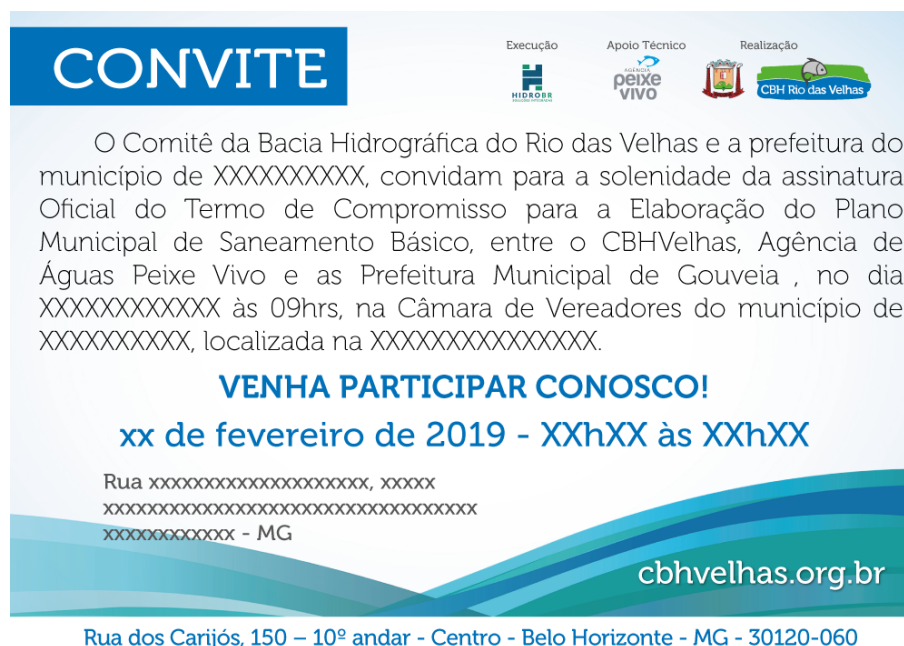 CONVITE
Execução Apoio Técnico Realização
HIDROBR
AGÊNCIA
peixe
vivo
CBH Rio das Velhas
O Comitê da Bacia Hidrográfica do Rio das Velhas e a prefeitura do
município de XXXXXXXXXX, convidam para a solenidade da assinatura
Oficial do Termo de Compromisso para a Elaboração do Plano
Municipal de Saneamento Básico, entre o CBHVelhas, Agência de
Águas Peixe Vivo e as Prefeitura Municipal de Gouveia , no dia
XXXXXXXXXXXX às 09hrs, na Câmara de Vereadores do município de
XXXXXXXXXX, localizada na XXXXXXXXXXXXXXX.
VENHA PARTICIPAR CONOSCO!
xx de fevereiro de 2019 - XXhXX às XXhXX
Rua xxxxxxxxxxxxxxxxxxxx, xxxxx
xxxxxxxxxxxxxxxxxxxxxxxxxxxxxxxxxx
xxxxxxxxxxxx - MG
cbhvelhas.org.br
Rua dos Carijós, 150 – 10º andar - Centro - Belo Horizonte - MG - 30120-060